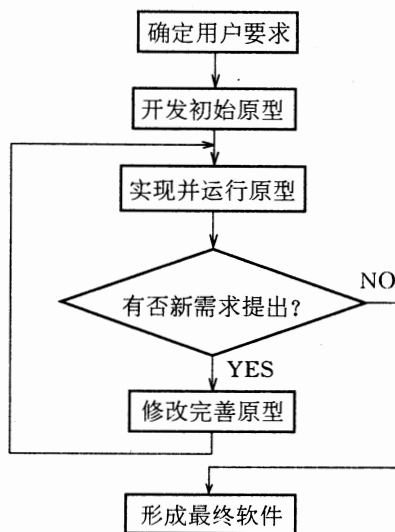 确定用户要求
开发初始原型
实现并运行原型
有否新需求提出?
NO
YES
修改完善原型
形成最终软件